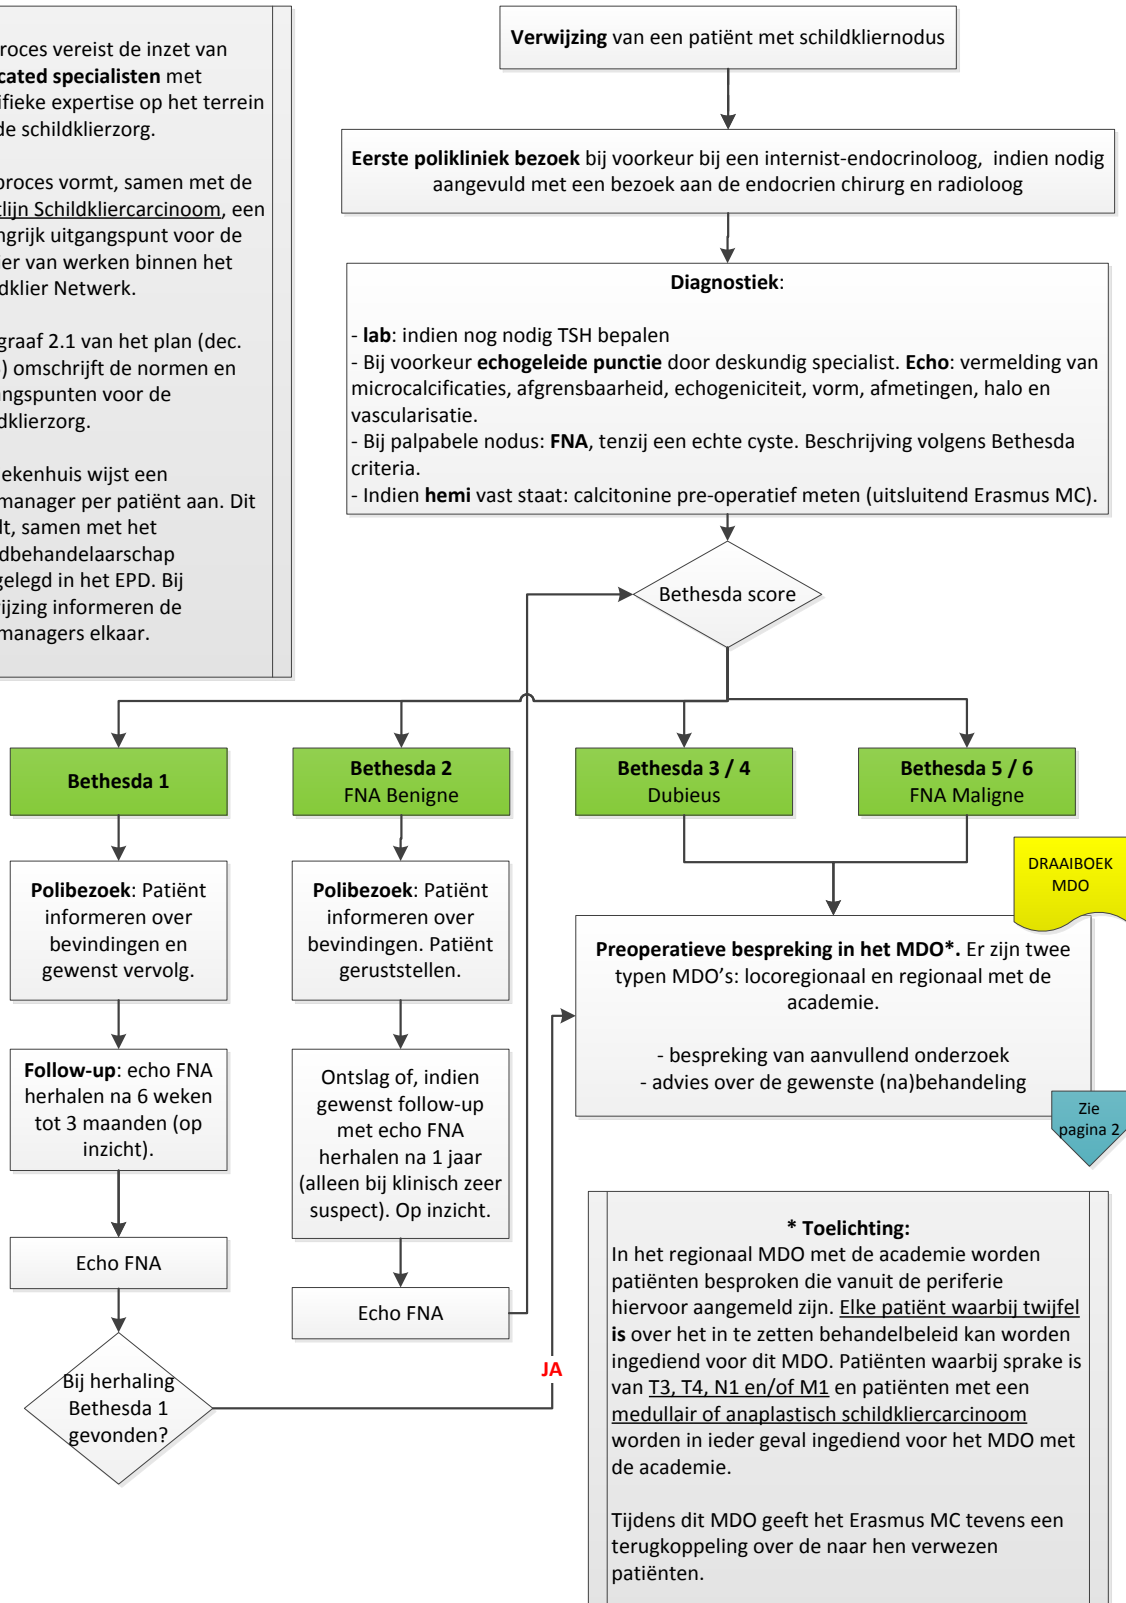 roces vereist de inzet van
cated specialisten met
ifieke expertise op het terrein
de schildklierzorg.
proces vormt, samen met de
tlijn Schildkliercarcinoom, een
ngrijk uitgangspunt voor de
ier van werken binnen het
ldklier Netwerk.
graaf 2.1 van het plan (dec.
) omschrijft de normen en
angspunten voor de
dklierzorg.
iekenhuis wijst een
manager per patiënt aan. Dit
lt, samen met het
dbehandelaarschap
gelegd in het EPD. Bij
ijzing informeren de
managers elkaar.
Verwijzing van een patiënt met schildkliernodus
Eerste polikliniek bezoek bij voorkeur bij een internist-endocrinoloog, indien nodig
aangevuld met een bezoek aan de endocrien chirurg en radioloog
Diagnostiek:
- lab: indien nog nodig TSH bepalen
- Bij voorkeur echogeleide punctie door deskundig specialist. Echo: vermelding van
microcalcificaties, afgrensbaarheid, echogeniciteit, vorm, afmetingen, halo en
vascularisatie.
- Bij palpabele nodus: FNA, tenzij een echte cyste. Beschrijving volgens Bethesda
criteria.
- Indien hemi vast staat: calcitonine pre-operatief meten (uitsluitend Erasmus MC).
Bethesda score
Bethesda 1
Bethesda 2
FNA Benigne
Bethesda 3 / 4
Dubieus
Bethesda 5 / 6
FNA Maligne
Polibezoek: Patiënt
informeren over
bevindingen en
gewenst vervolg.
Polibezoek: Patiënt
informeren over
bevindingen. Patiënt
geruststellen.
DRAAIBOEK
MDO
Preoperatieve bespreking in het MDO*. Er zijn twee
typen MDO's: locoregionaal en regionaal met de
academie.
- bespreking van aanvullend onderzoek
- advies over de gewenste (na)behandeling
Zie
pagina 2
Follow-up: echo FNA
herhalen na 6 weken
tot 3 maanden (op
inzicht).
Ontslag of, indien
gewenst follow-up
met echo FNA
herhalen na 1 jaar
(alleen bij klinisch zeer
suspect). Op inzicht.
Echo FNA
Echo FNA
Bij herhaling
Bethesda 1
gevonden?
JA
* Toelichting:
In het regionaal MDO met de academie worden
patiënten besproken die vanuit de periferie
hiervoor aangemeld zijn. Elke patiënt waarbij twijfel
is over het in te zetten behandelbeleid kan worden
ingediend voor dit MDO. Patiënten waarbij sprake is
van T3, T4, N1 en/of M1 en patiënten met een
medullair of anaplastisch schildkliercarcinoom
worden in ieder geval ingediend voor het MDO met
de academie.
Tijdens dit MDO geeft het Erasmus MC tevens een
terugkoppeling over de naar hen verwezen
patiënten.